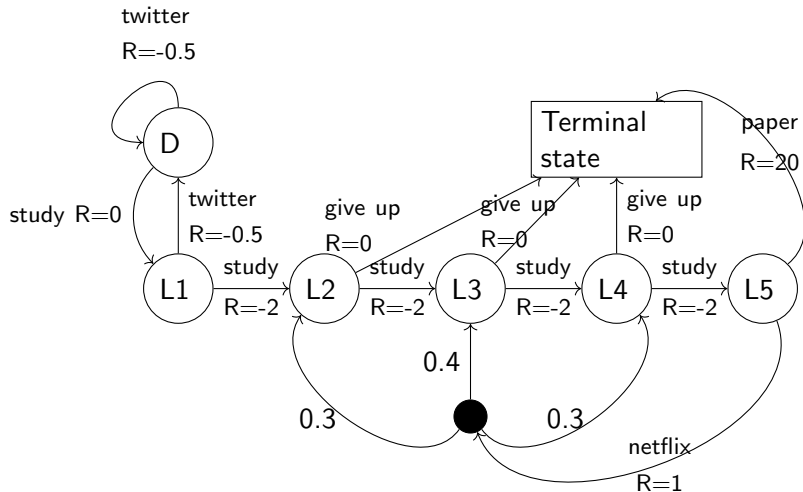 twitter
R=-0.5
D
Terminal
state
paper
R=20
study R=0
twitter
R=-0.5
give up
R=0
give up
R=0
give up
R=0
L1
study
R=-2
L2
study
R=-2
L3
study
R=-2
L4
study
R=-2
L5
0.4
0.3
0.3
netflix
R=1